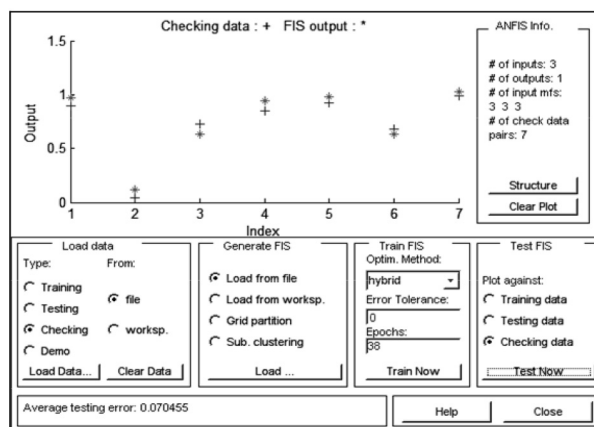 Checking data : + FIS output : *
1.5
1
0.5
0
Output
1 2 3 4 5 6 7
Index
ANFIS Info.
# of inputs: 3
# of outputs: 1
# of input mfs:
3 3 3
# of check data
pairs: 7
Structure
Clear Plot
Load data
Type: From:
Training
Testing
Checking
Demo
file
worksp.
Load Data... Clear Data
Generate FIS
Load from file
Load from worksp.
Grid partition
Sub. clustering
Load ...
Train FIS
Optim. Method:
hybrid
Error Tolerance:
0
Epochs:
38
Train Now
Test FIS
Plot against:
Training data
Testing data
Checking data
Test Now
Average testing error: 0.070455
Help Close